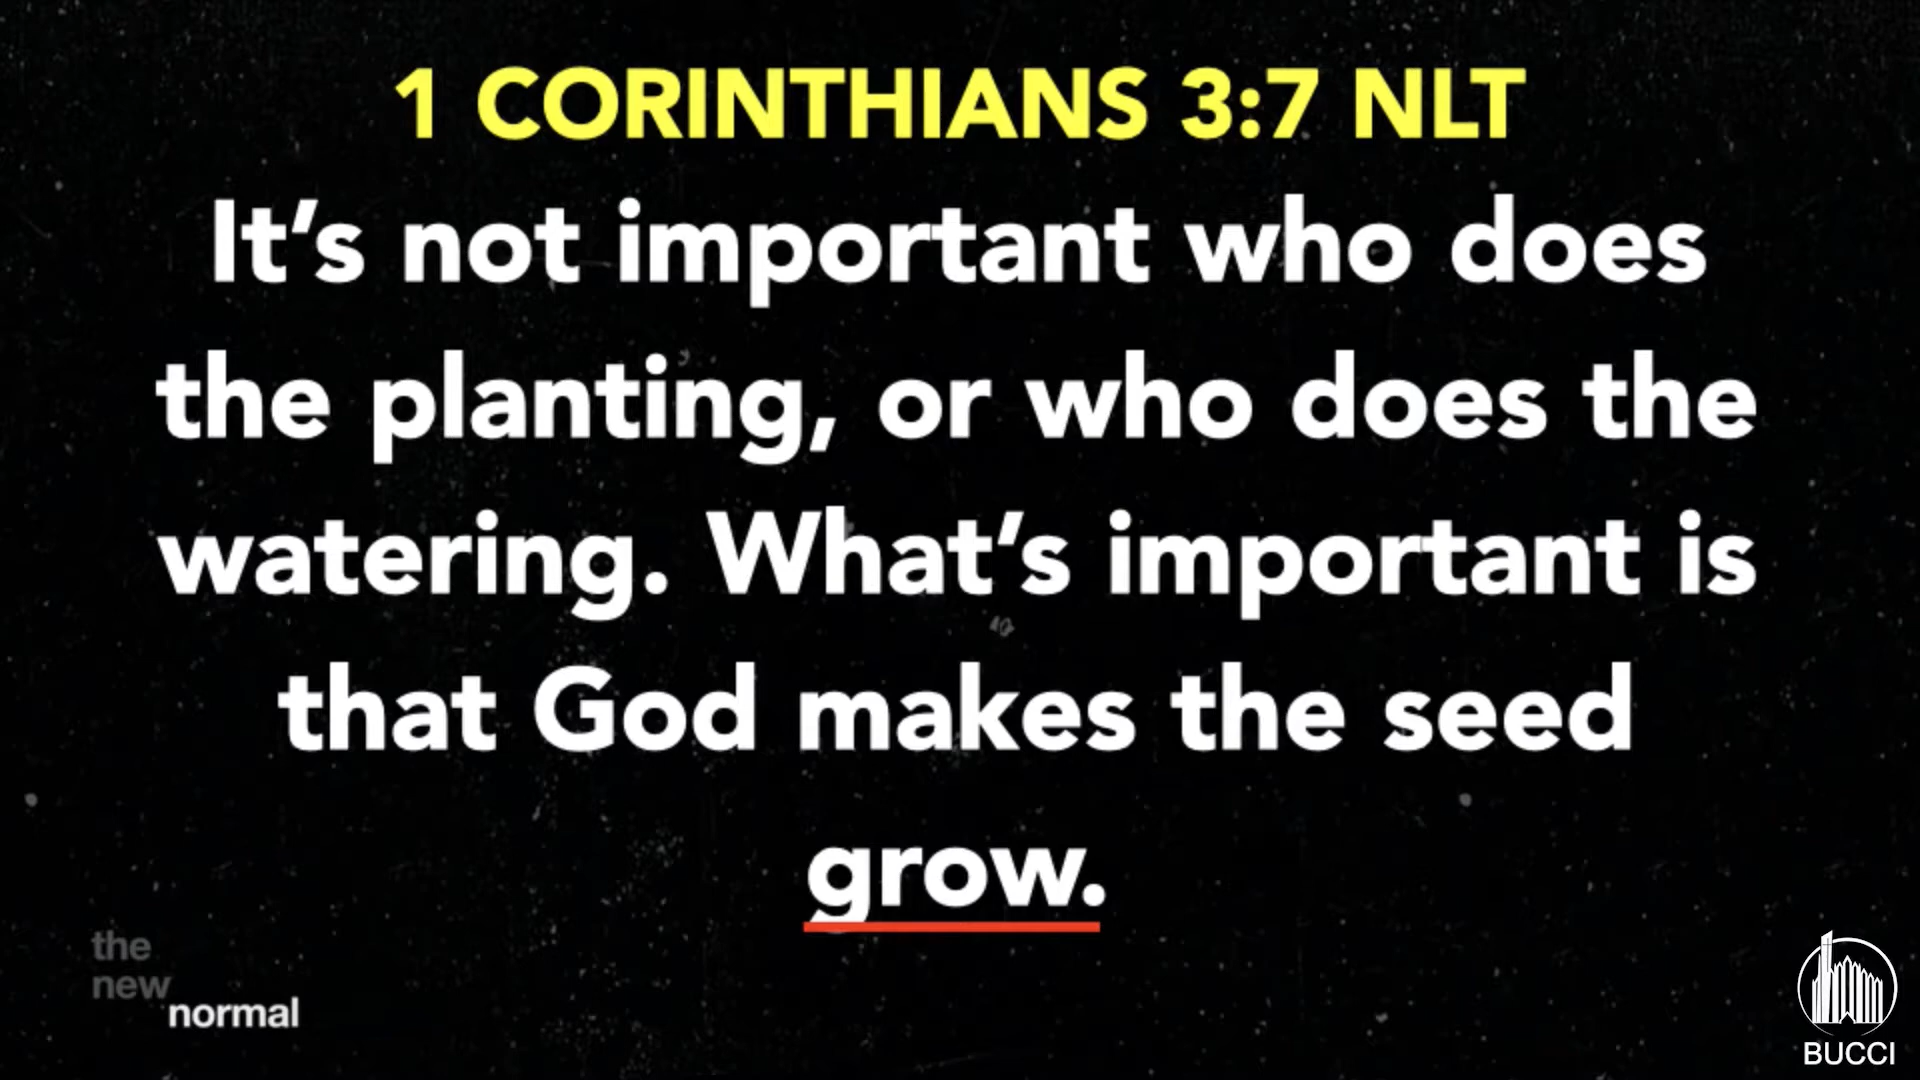 1 CORINTHIANS 3:7 NLT
It’s not important who does
the planting, or who does the
watering. What’s important is
that God makes the seed
grow.
the
new
normal
BUCCI